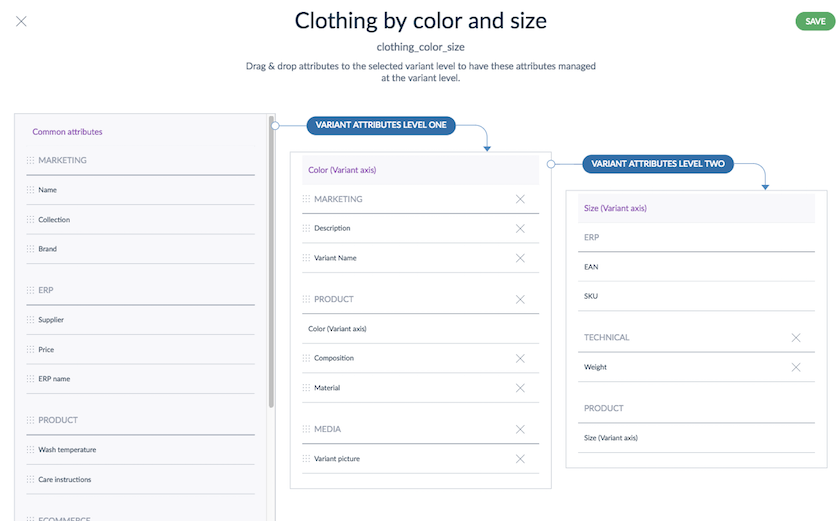 Clothing by color and size
SAVE
clothing_color_size
Drag & drop attributes to the selected variant level to have these attributes managed
at the variant level.
Common attributes
MARKETING
Name
Collection
Brand
ERP
Supplier
Price
ERP name
PRODUCT
Wash temperature
Care instructions
ECOMMERCE
VARIANT ATTRIBUTES LEVEL ONE
Color (Variant axis)
MARKETING
Description
Variant Name
PRODUCT
Color (Variant axis)
Composition
Material
MEDIA
Variant picture
VARIANT ATTRIBUTES LEVEL TWO
Size (Variant axis)
ERP
EAN
SKU
TECHNICAL
Weight
PRODUCT
Size (Variant axis)